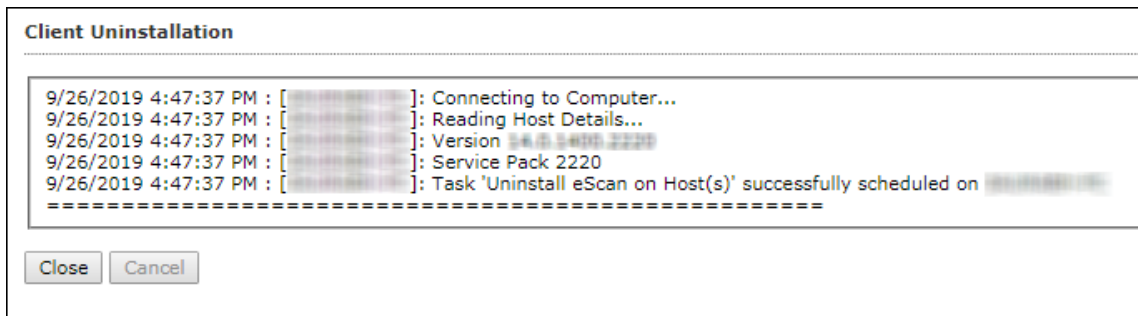 Client Uninstallation
9/26/2019 4:47:37 PM : [ ]: Connecting to Computer...
9/26/2019 4:47:37 PM : [ ]: Reading Host Details...
9/26/2019 4:47:37 PM : [ ]: Version
9/26/2019 4:47:37 PM : [ ]: Service Pack 2220
9/26/2019 4:47:37 PM : [ ]: Task 'Uninstall eScan on Host(s)' successfully scheduled on
=====================================================
Close Cancel